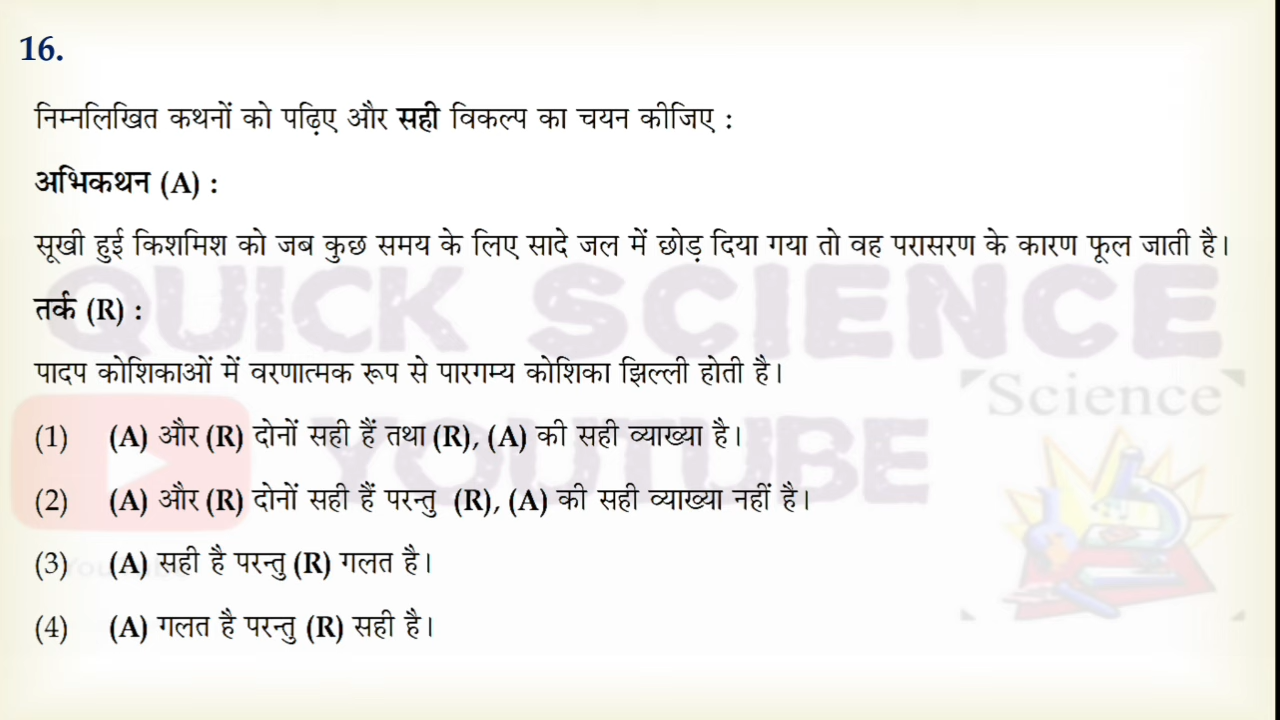 16.
निम्नलिखित कथनों को पढ़िए और सही विकल्प का चयन कीजिए :
अभिकथन (A) :
सूखी हुई किशमिश को जब कुछ समय के लिए सादे जल में छोड़ दिया गया तो वह परासरण के कारण फूल जाती है।
तर्क (R) :
पादप कोशिकाओं में वरणात्मक रूप से पारगम्य कोशिका झिल्ली होती है।
(1) (A) और (R) दोनों सही हैं तथा (R), (A) की सही व्याख्या है।
(2) (A) और (R) दोनों सही हैं परन्तु (R), (A) की सही व्याख्या नहीं है।
(3) (A) सही है परन्तु (R) गलत है।
(4) (A) गलत है परन्तु (R) सही है।
QUICK SCIENCE
YOUTUBE
Science
YouTube